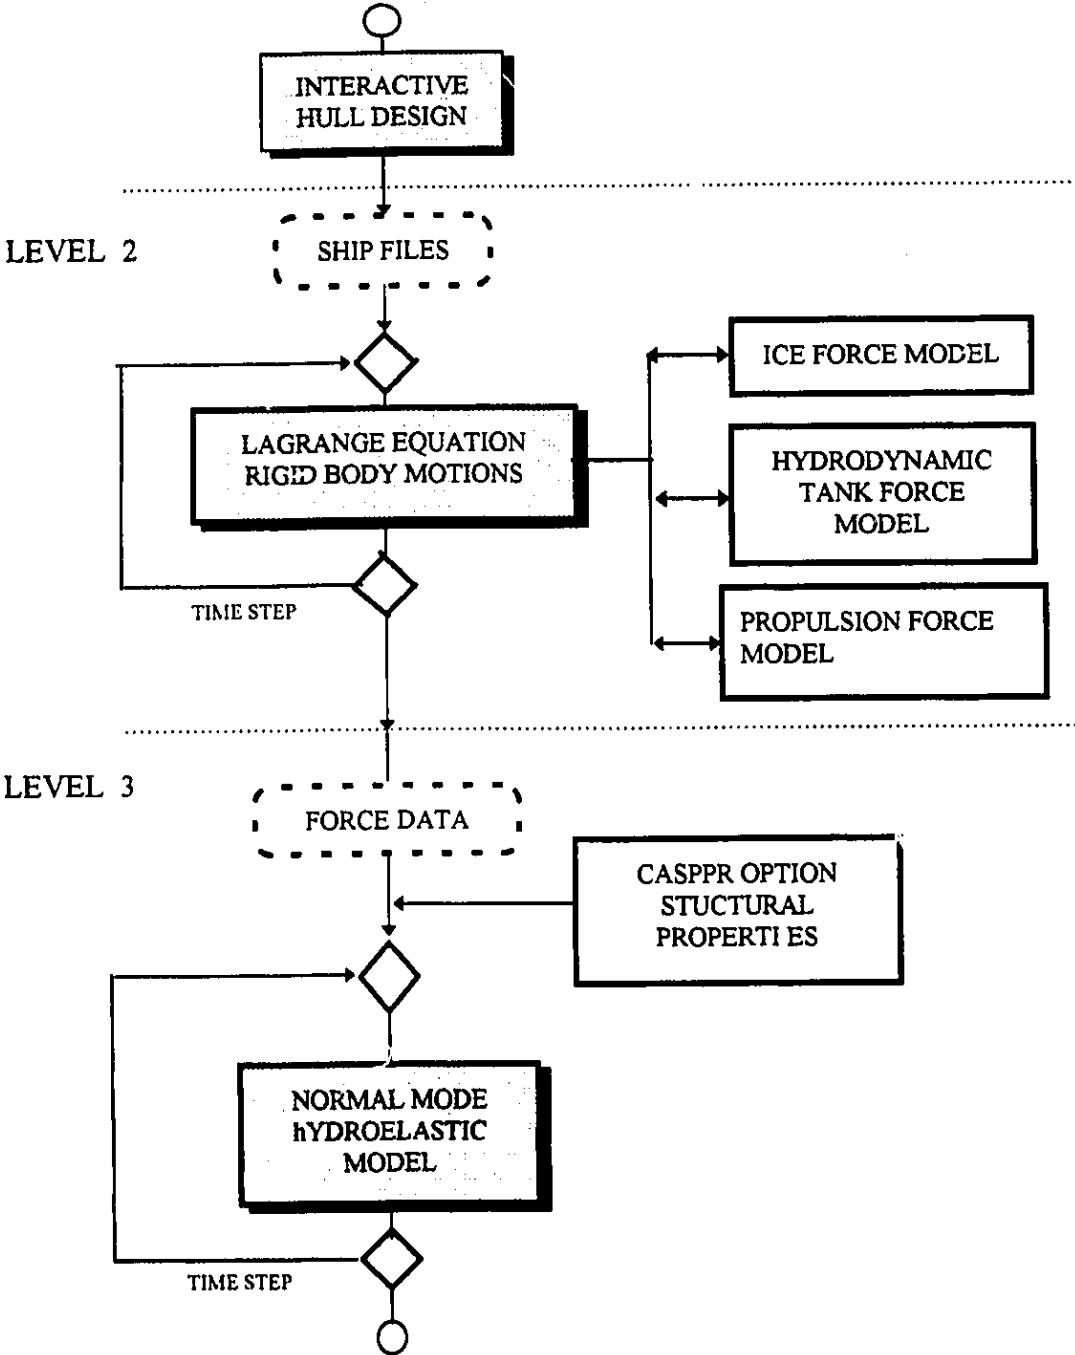 INTERACTIVE
HULL DESIGN
LEVEL 2
SHIP FILES
ICE FORCE MODEL
LAGRANGE EQUATION
RIGID BODY MOTIONS
HYDRODYNAMIC
TANK FORCE
MODEL
TIME STEP
PROPULSION FORCE
MODEL
LEVEL 3
FORCE DATA
CASPPR OPTION
STUCTURAL
PROPERTI ES
NORMAL MODE
hYDROELASTIC
MODEL
TIME STEP